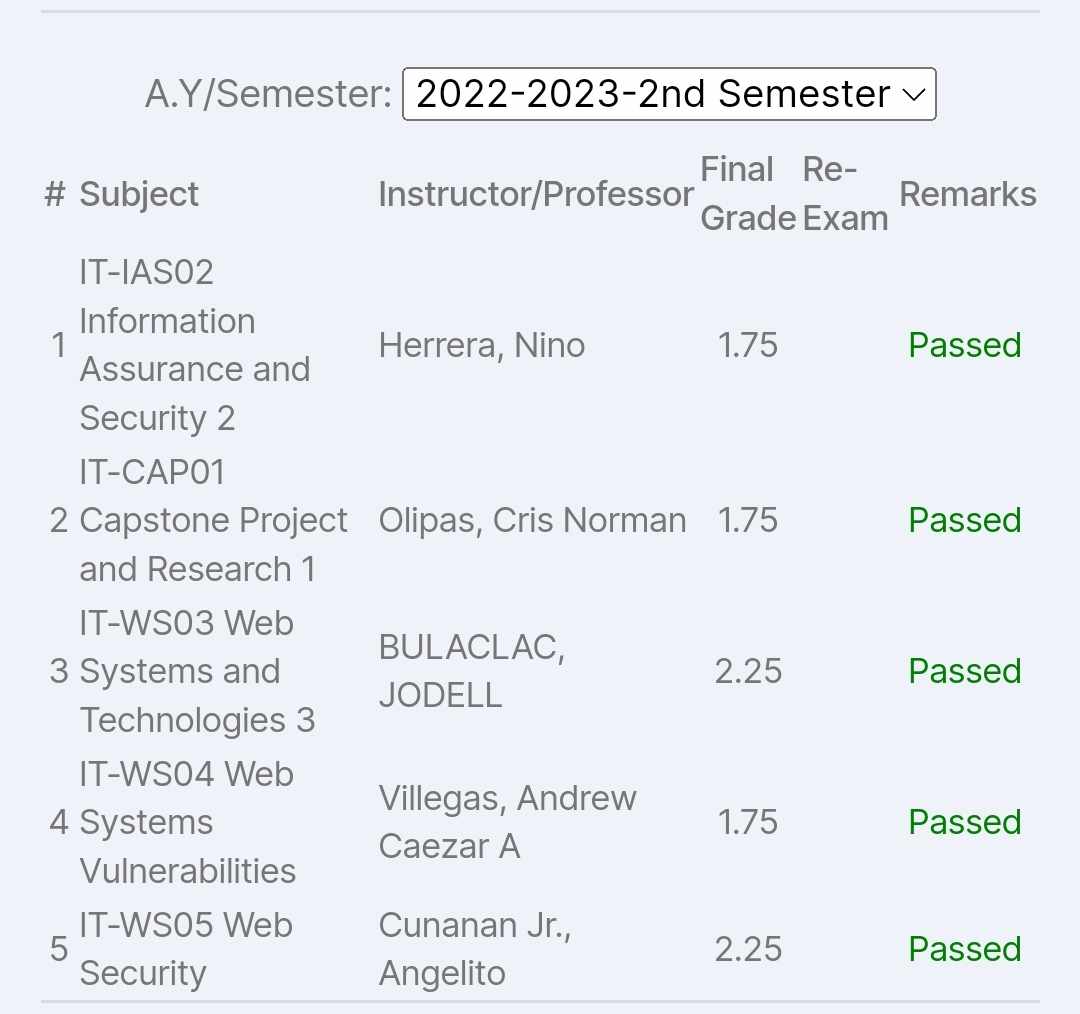 A.Y/Semester: 2022-2023-2nd Semester
# Subject Instructor/Professor Final Grade Re-Exam Remarks
IT-IAS02
Information
1 Assurance and Herrera, Nino 1.75 Passed
Security 2
IT-CAP01
2 Capstone Project Olipas, Cris Norman 1.75 Passed
and Research 1
IT-WS03 Web
3 Systems and BULACLAC, JODELL 2.25 Passed
Technologies 3
IT-WS04 Web
4 Systems Villegas, Andrew Caezar A 1.75 Passed
Vulnerabilities
5 IT-WS05 Web Cunanan Jr., 2.25 Passed
Security Angelito